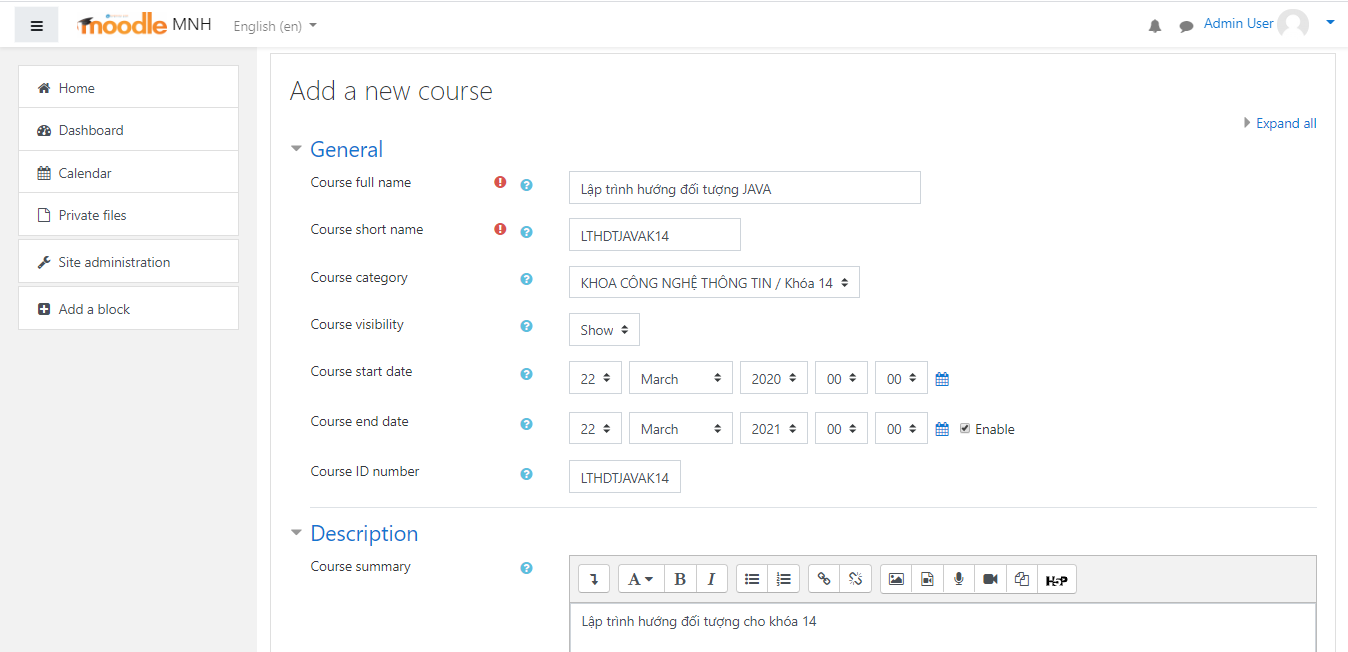 moodle MNH English (en) Admin User
Home
Dashboard
Calendar
Private files
Site administration
Add a block
Add a new course
Expand all
General
Course full name Lập trình hướng đối tượng JAVA
Course short name LTHDTJAVAK14
Course category KHOA CÔNG NGHỆ THÔNG TIN / Khóa 14
Course visibility Show
Course start date 22 March 2020 00 00
Course end date 22 March 2021 00 00 Enable
Course ID number LTHDTJAVAK14
Description
Course summary
A B I H5P
Lập trình hướng đối tượng cho khóa 14